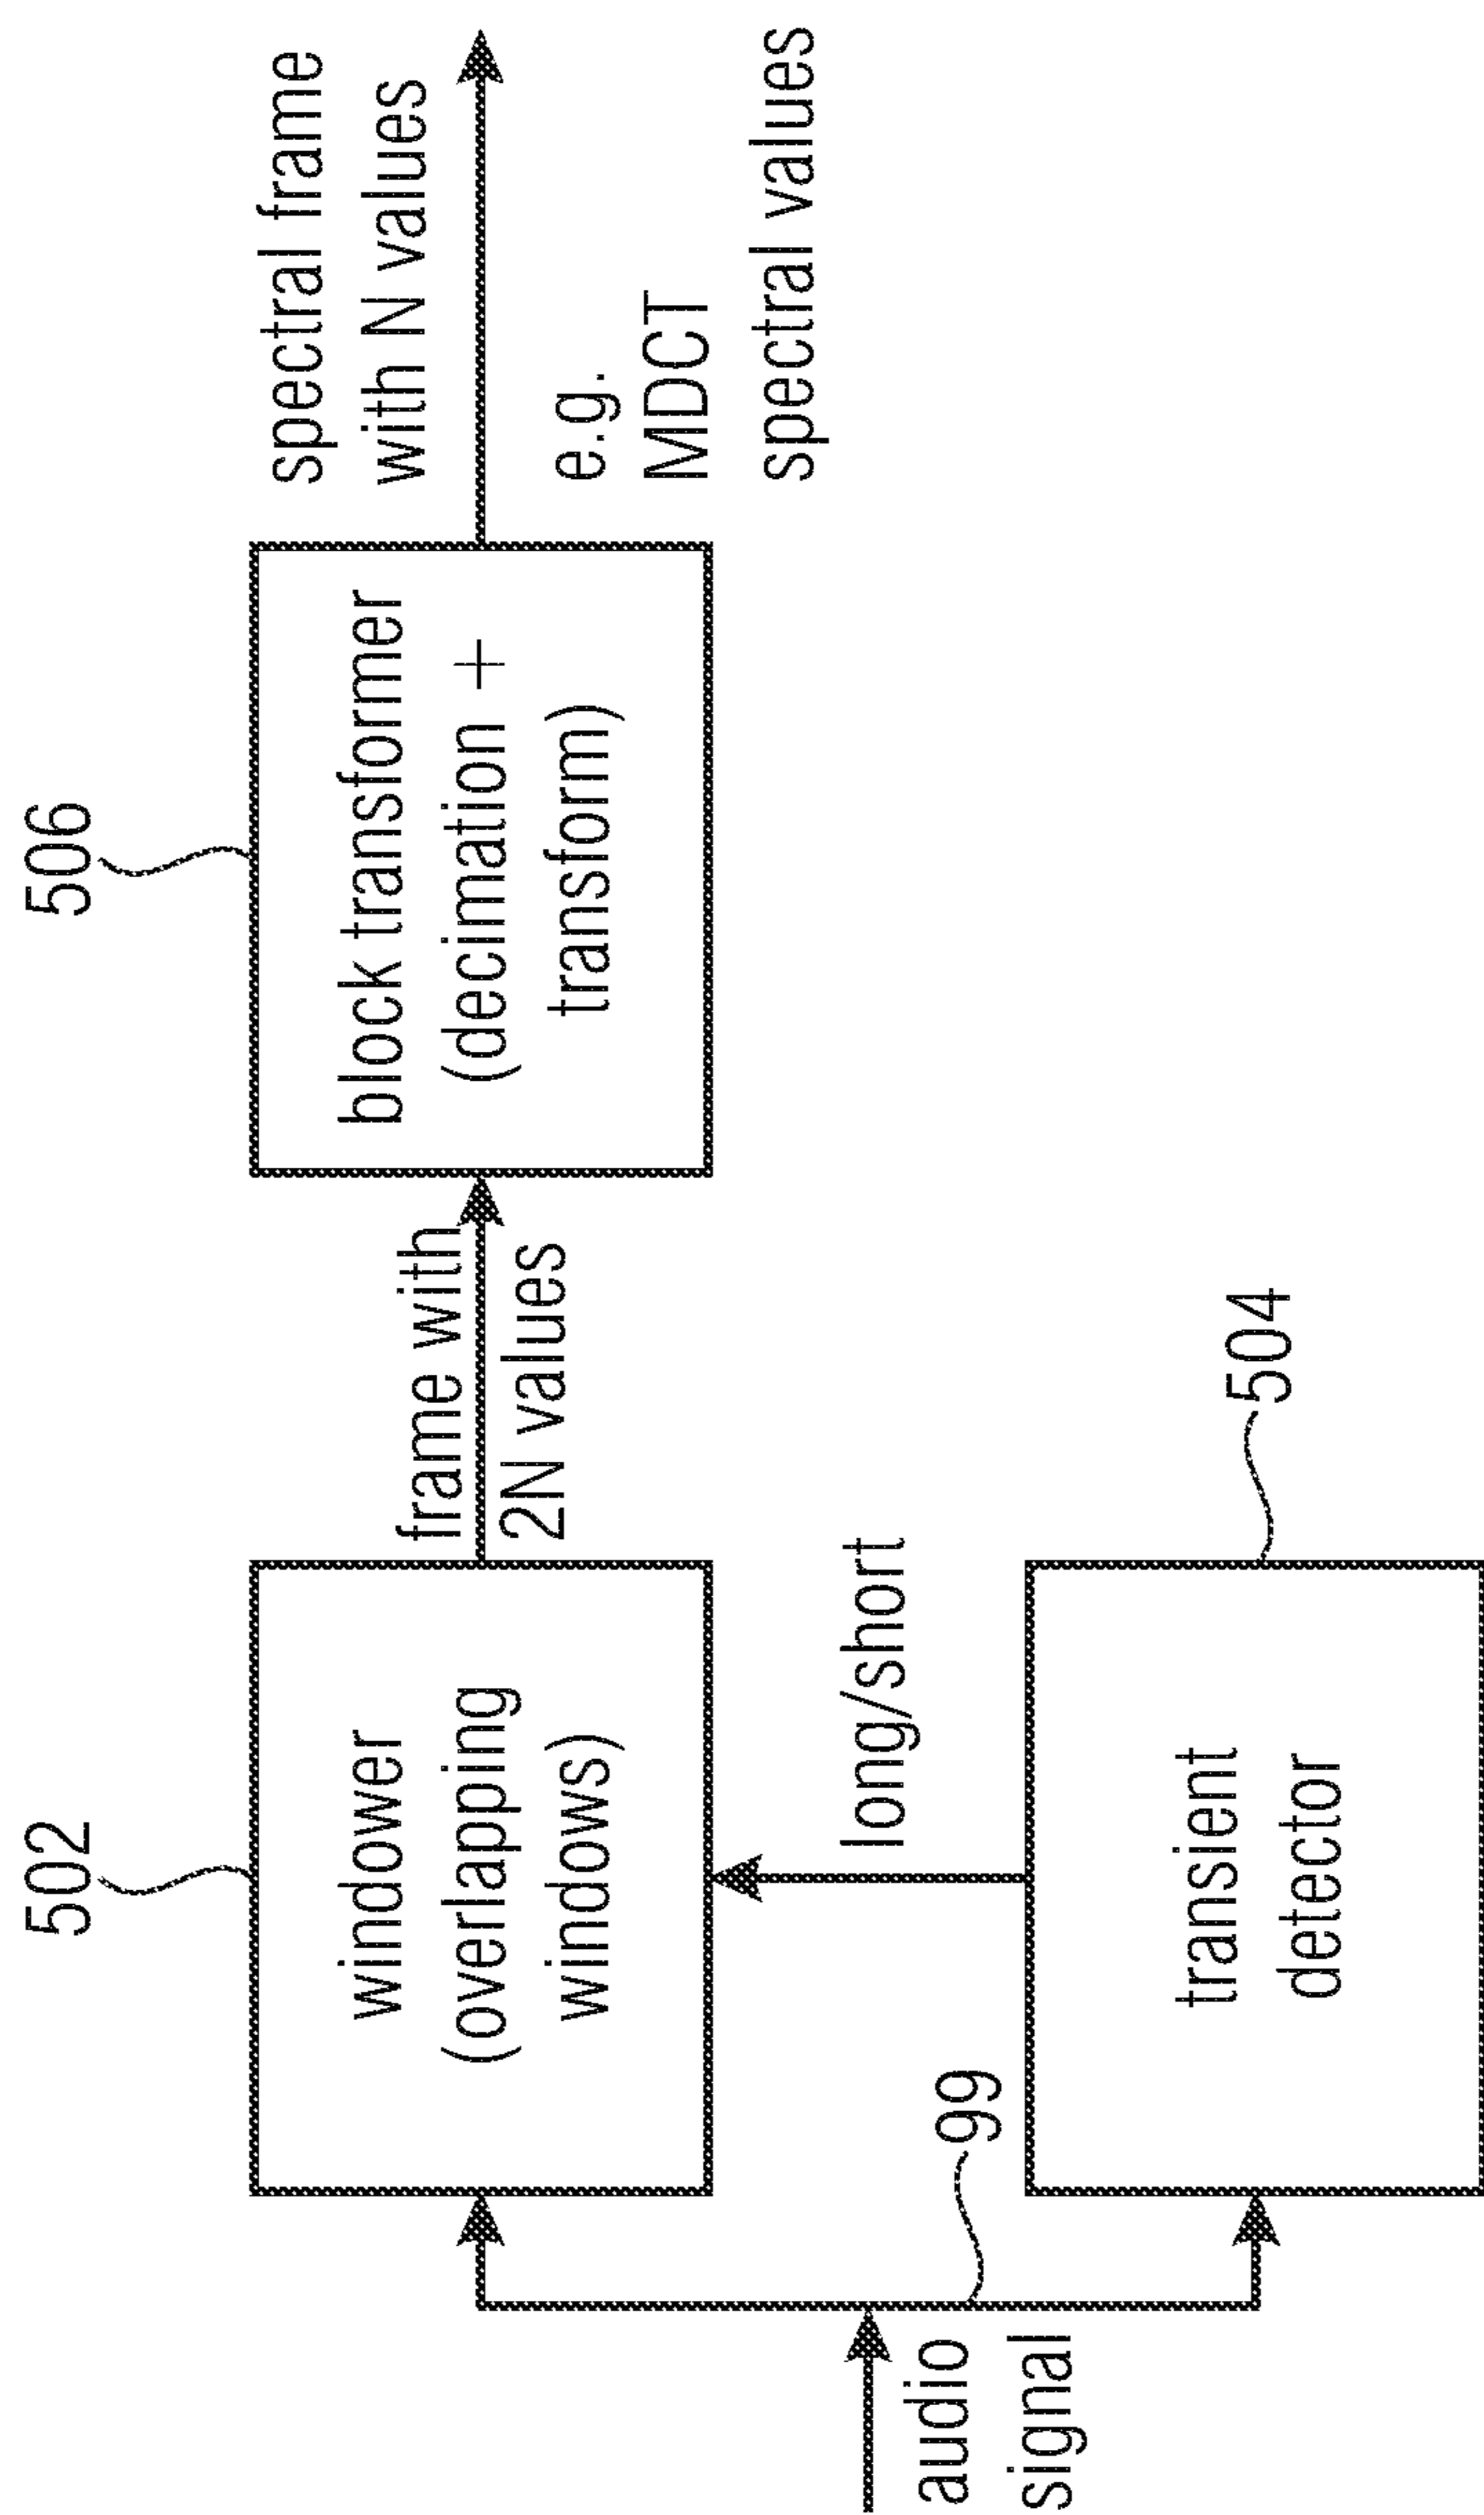 502
506
windower
(overlapping
windows)
frame with
2N values
block transformer
(decimation +
transform)
spectral frame
with N values
e.g.
MDCT
spectral values
long/short
audio
signal
99
transient
detector
504